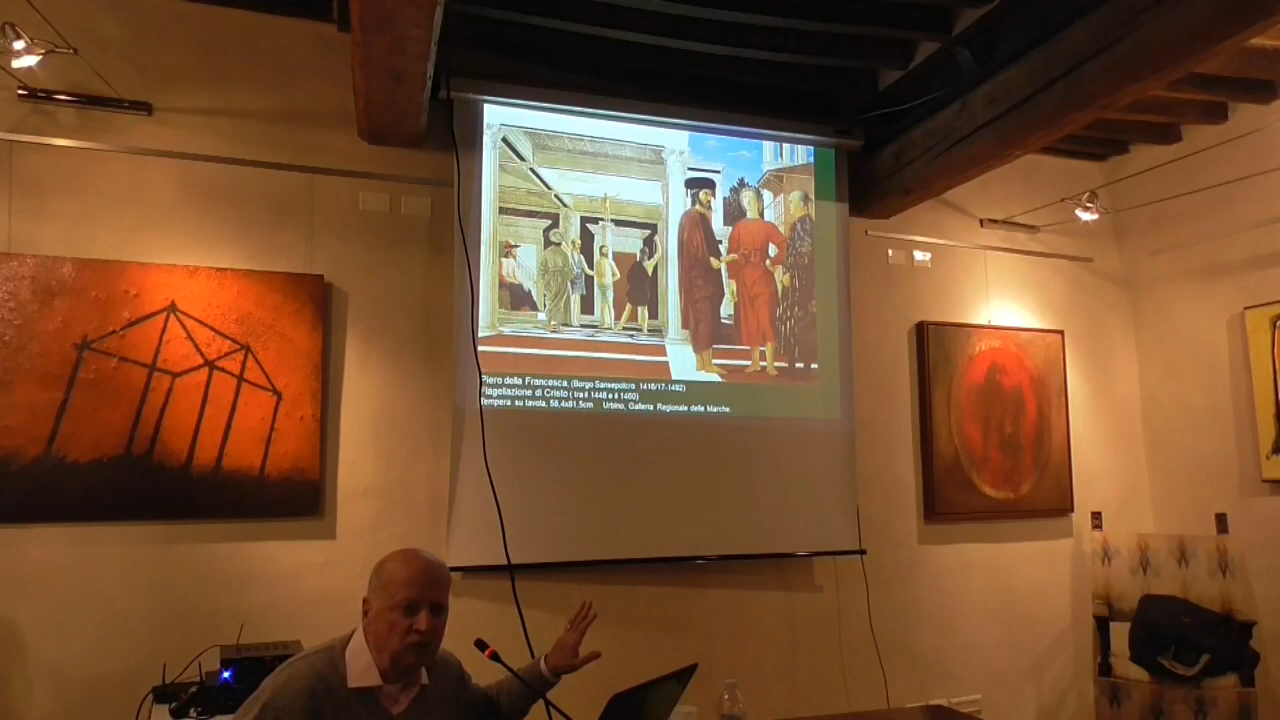 Piero della Francesca, (Borgo Sansepolcro 1416/17-1492)
Flagellazione di Cristo ( tra il 1448 e il 1460)
Tempera su tavola, 58,4x81,5cm Urbino, Galleria Regionale delle Marche.